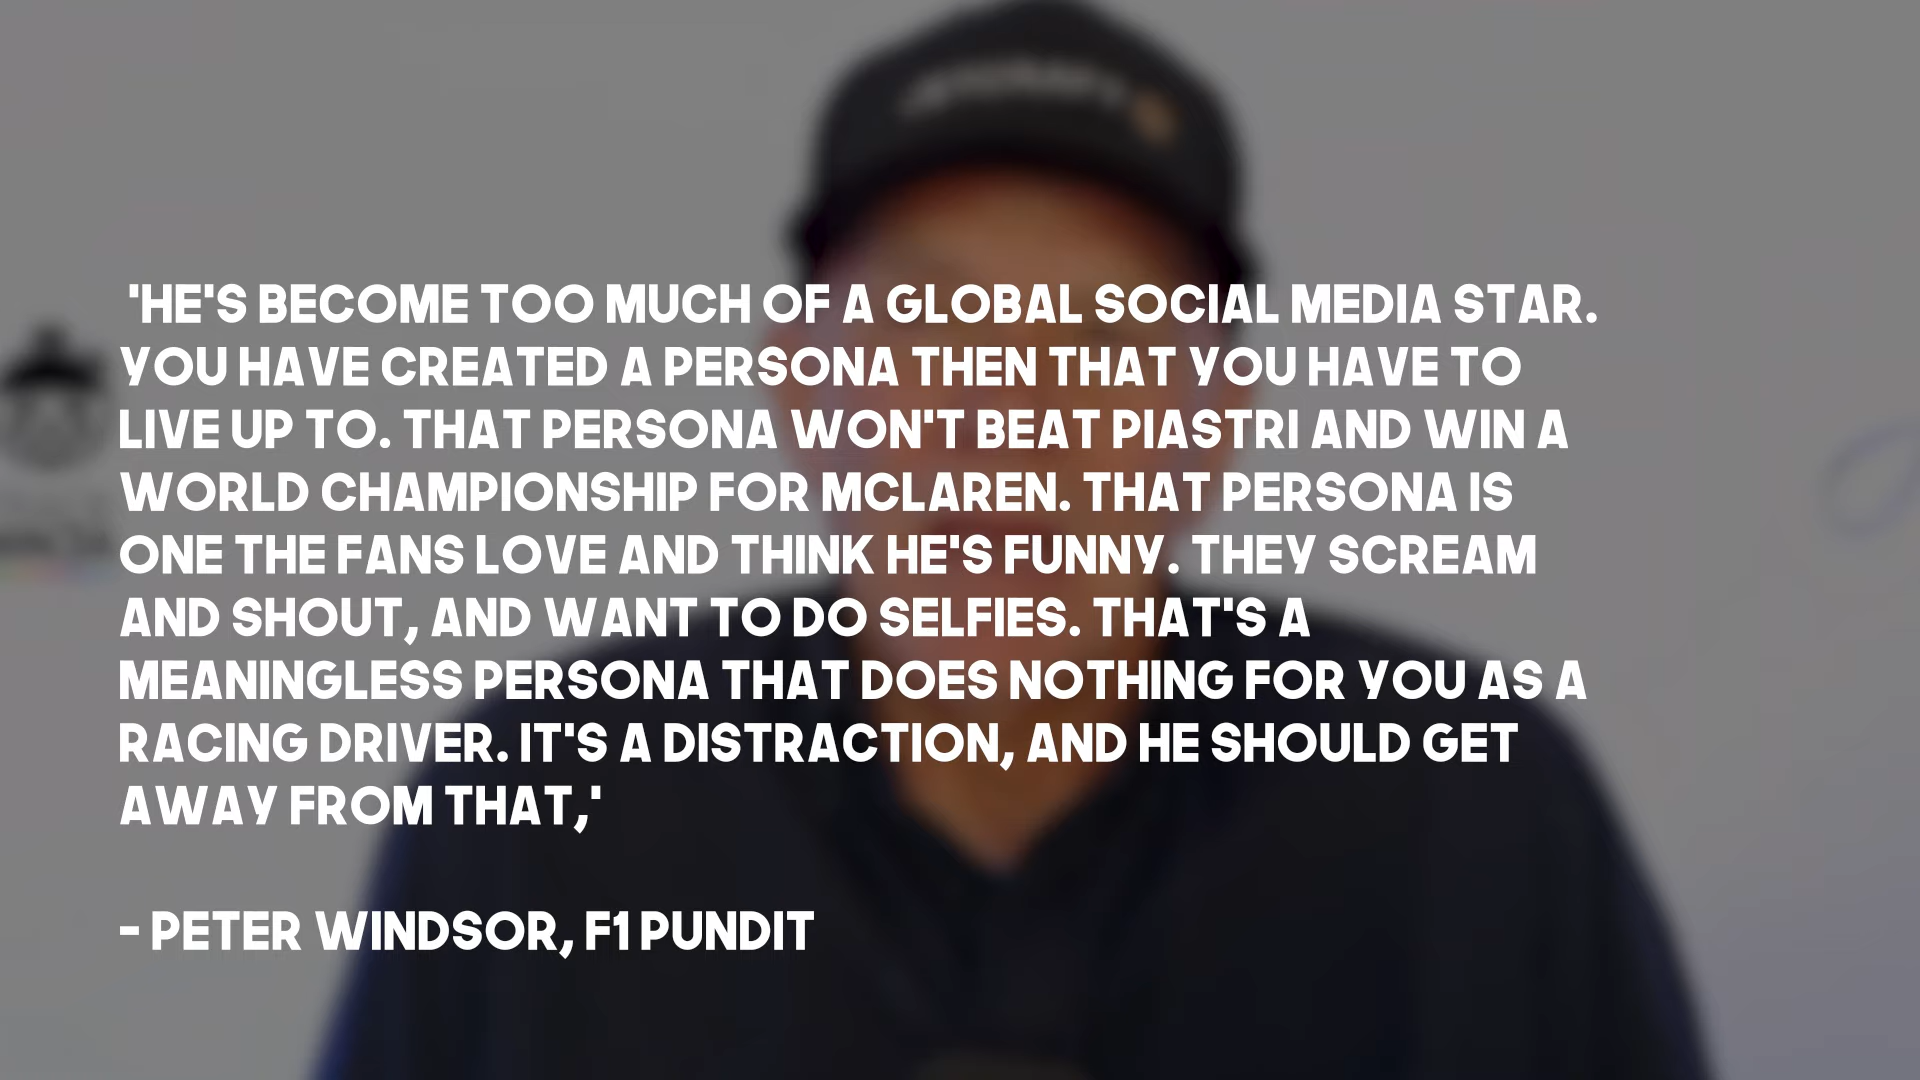 'HE'S BECOME TOO MUCH OF A GLOBAL SOCIAL MEDIA STAR.
YOU HAVE CREATED A PERSONA THEN THAT YOU HAVE TO
LIVE UP TO. THAT PERSONA WON'T BEAT PIASTRI AND WIN A
WORLD CHAMPIONSHIP FOR MCLAREN. THAT PERSONA IS
ONE THE FANS LOVE AND THINK HE'S FUNNY. THEY SCREAM
AND SHOUT, AND WANT TO DO SELFIES. THAT'S A
MEANINGLESS PERSONA THAT DOES NOTHING FOR YOU AS A
RACING DRIVER. IT'S A DISTRACTION, AND HE SHOULD GET
AWAY FROM THAT,'
- PETER WINDSOR, F1 PUNDIT